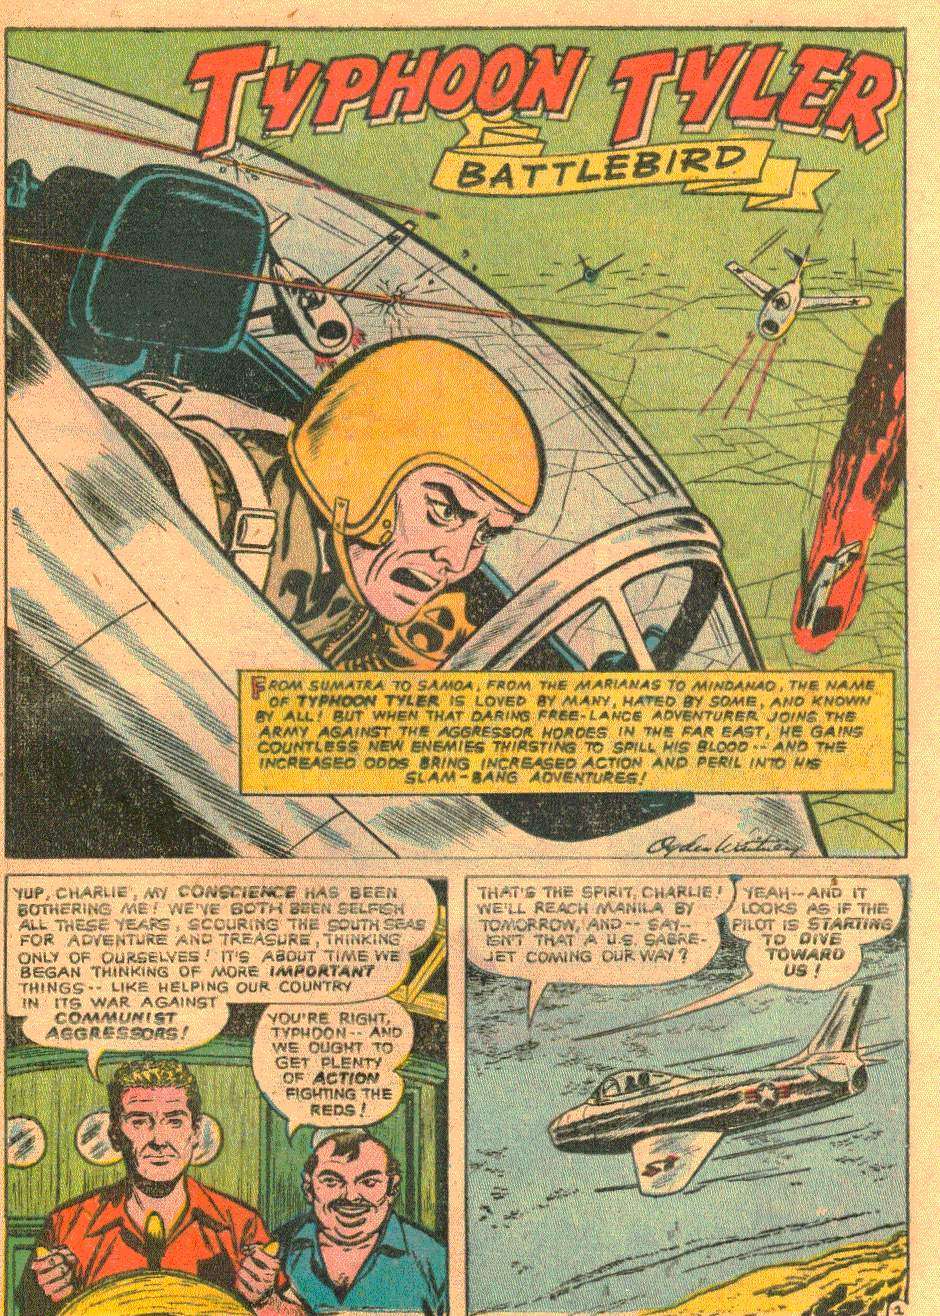 TYPHOON TYLER
BATTLEBIRD
FROM SUMATRA TO SAMOA, FROM THE MARIANAS TO MINDANAO, THE NAME
OF TYPHOON TYLER IS LOVED BY MANY, HATED BY SOME, AND KNOWN
BY ALL! BUT WHEN THAT DARING FREE-LANCE ADVENTURER JOINS THE
ARMY AGAINST THE AGGRESSOR HORDES IN THE FAR EAST, HE GAINS
COUNTLESS NEW ENEMIES THIRSTING TO SPILL HIS BLOOD -- AND THE
INCREASED ODDS BRING INCREASED ACTION AND PERIL INTO HIS
SLAM-BANG ADVENTURES!
Ogden Whitney
YUP, CHARLIE, MY CONSCIENCE HAS BEEN
BOTHERING ME! WE'VE BOTH BEEN SELFISH
ALL THESE YEARS, SCOURING THE SOUTH SEAS
FOR ADVENTURE AND TREASURE, THINKING
ONLY OF OURSELVES! IT'S ABOUT TIME WE
BEGAN THINKING OF MORE IMPORTANT
THINGS -- LIKE HELPING OUR COUNTRY
IN ITS WAR AGAINST
COMMUNIST
AGGRESSORS!
YOU'RE RIGHT,
TYPHOON -- AND
WE OUGHT TO
GET PLENTY
OF ACTION
FIGHTING THE
REDS!
THAT'S THE SPIRIT, CHARLIE!
WE'LL REACH MANILA BY
TOMORROW, AND -- SAY --
ISN'T THAT A U.S. SABRE-
JET COMING OUR WAY?
YEAH -- AND IT
LOOKS AS IF THE
PILOT IS STARTING
TO DIVE
TOWARD
US!